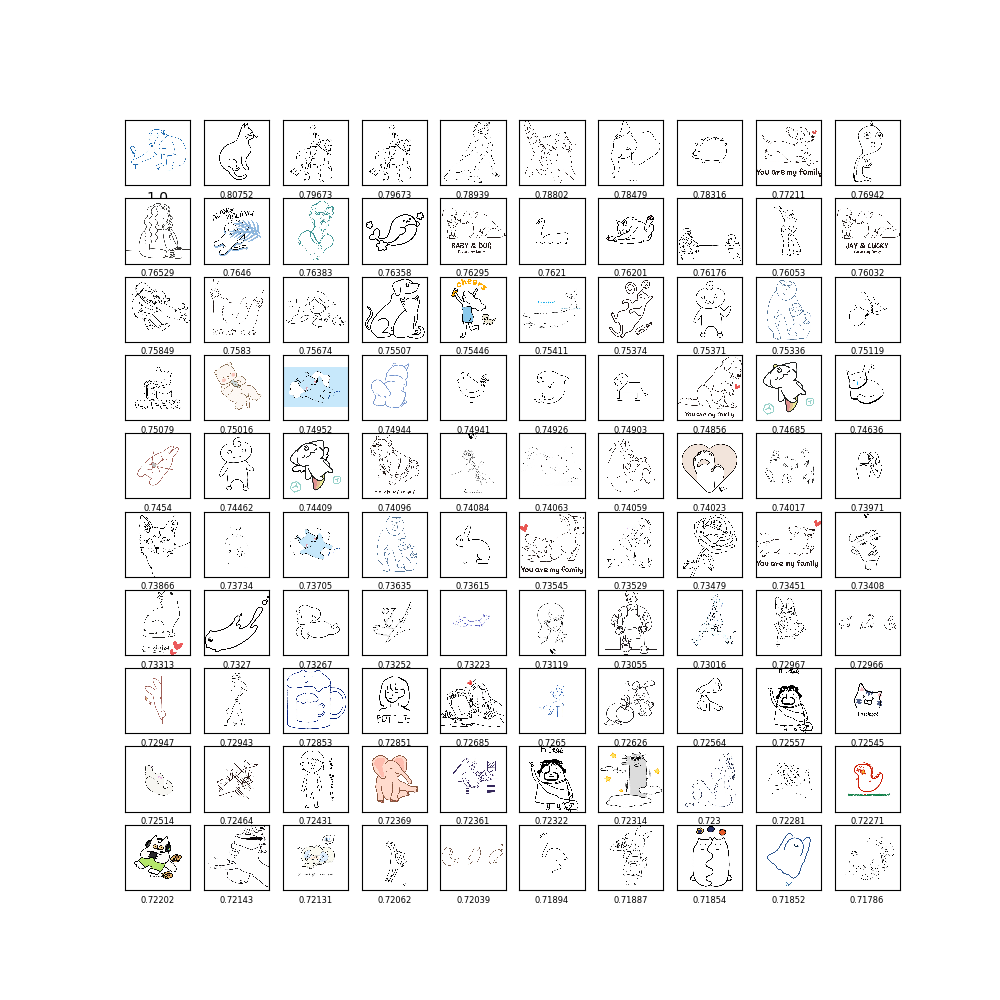 You are my family
1.0 0.80752 0.79673 0.79673 0.78939 0.78802 0.78479 0.78316 0.77211 0.76942
BABY & DOR
JAY & LUCKY
0.76529 0.7646 0.76383 0.76358 0.76295 0.7621 0.76201 0.76176 0.76053 0.76032
cheers
0.75849 0.7583 0.75674 0.75507 0.75446 0.75411 0.75374 0.75371 0.75336 0.75119
You are my family
0.75079 0.75016 0.74952 0.74944 0.74941 0.74926 0.74903 0.74856 0.74685 0.74636
0.7454 0.74462 0.74409 0.74096 0.74084 0.74063 0.74059 0.74023 0.74017 0.73971
You are my family
You are my family
0.73866 0.73734 0.73705 0.73635 0.73615 0.73545 0.73529 0.73479 0.73451 0.73408
0.73313 0.7327 0.73267 0.73252 0.73223 0.73119 0.73055 0.73016 0.72967 0.72966
0.72947 0.72943 0.72853 0.72851 0.72685 0.7265 0.72626 0.72564 0.72557 0.72545
0.72514 0.72464 0.72431 0.72369 0.72361 0.72322 0.72314 0.723 0.72281 0.72271
0.72202 0.72143 0.72131 0.72062 0.72039 0.71894 0.71887 0.71854 0.71852 0.71786